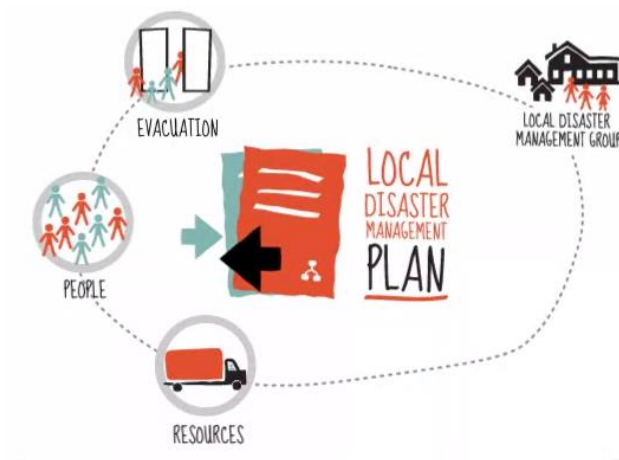 EVACUATION
LOCAL DISASTER
MANAGEMENT GROUP
LOCAL
DISASTER
MANAGEMENT
PLAN
PEOPLE
RESOURCES